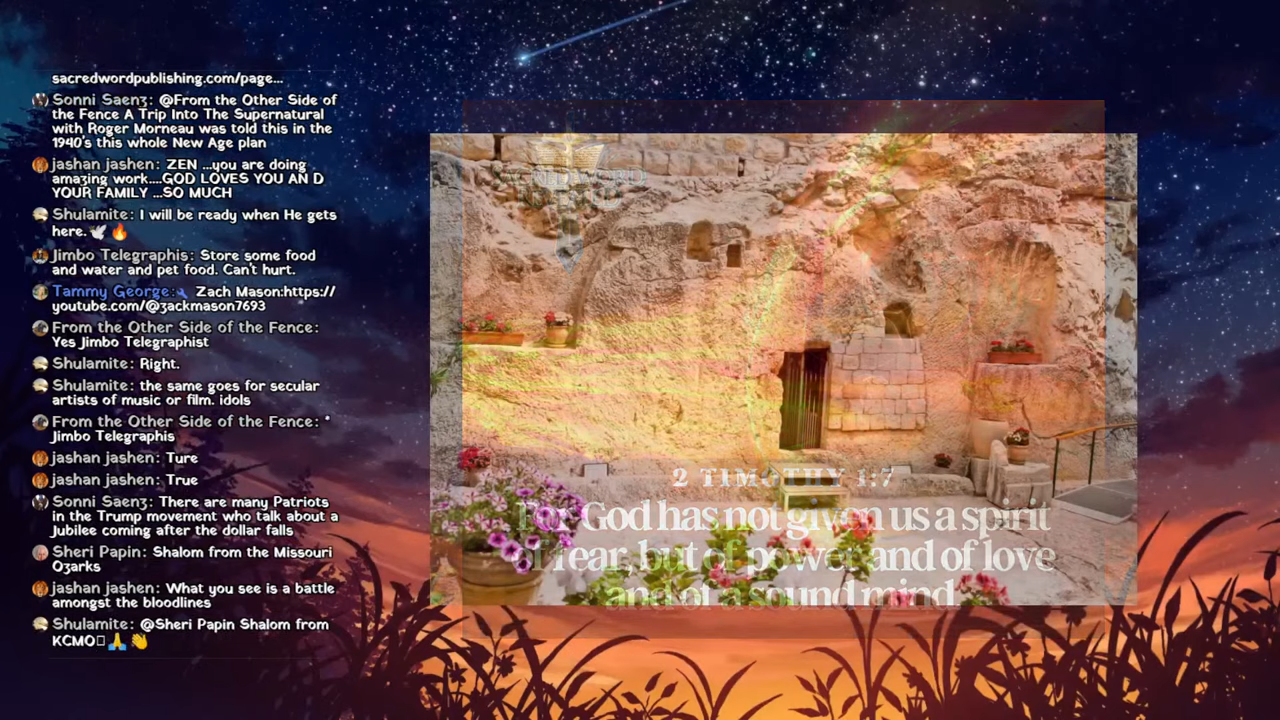 sacredwordpublishing.com/page...
Sonni Saenz: @From the Other Side of
the Fence A Trip Into The Supernatural
with Roger Morneau was told this in the
1940's this whole New Age plan
jashan jashen: ZEN ...you are doing
amazing work....GOD LOVES YOU AN D
YOUR FAMILY ...SO MUCH
Shulamite: I will be ready when He gets
here.🕊🔥
Jimbo Telegraphis: Store some food
and water and pet food. Can't hurt.
Tammy George:🔧 Zach Mason:https://
youtube.com/@zackmason7693
From the Other Side of the Fence:
Yes Jimbo Telegraphist
Shulamite: Right.
Shulamite: the same goes for secular
artists of music or film. idols
From the Other Side of the Fence: *
Jimbo Telegraphis
jashan jashen: Ture
jashan jashen: True
Sonni Saenz: There are many Patriots
in the Trump movement who talk about a
Jubilee coming after the dollar falls
Sheri Papin: Shalom from the Missouri
Ozarks
jashan jashen: What you see is a battle
amongst the bloodlines
Shulamite: @Sheri Papin Shalom from
KCMO🙏👏
2 TIMOTHY 1:7
For God has not given us a spirit
of fear, but of power and of love
and of a sound mind